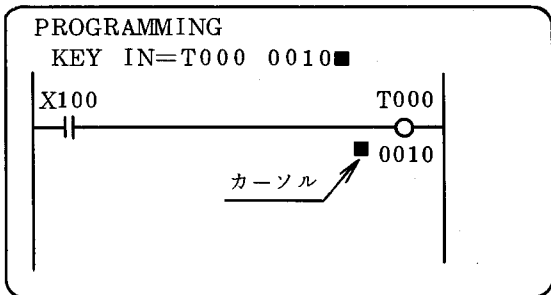 PROGRAMMING
KEY IN=T000 0010■
X100 T000
■ 0010
カーソル